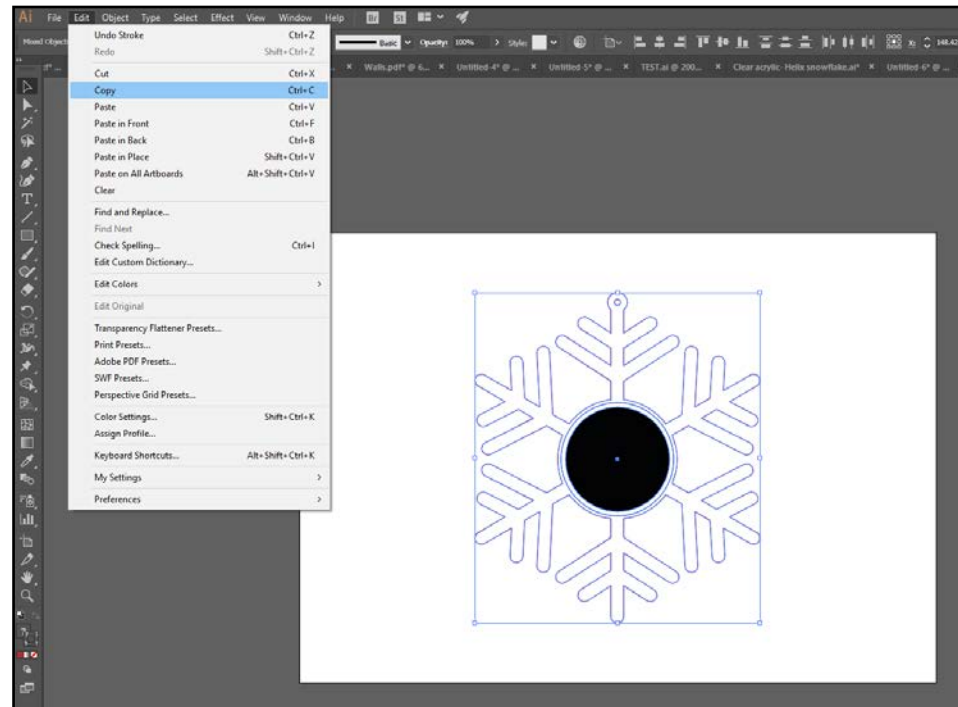 Ai File Edit Object Type Select Effect View Window Help Br St
Mixed Objects Basic Opacity: 100% Style:
Walls.pdf* @ 6... × Untitled-4* @ ... × Untitled-5* @ ... × TEST.ai @ 200... × Clear acrylic- Helix snowflake.ai* × Untitled-6* @ ...
Undo Stroke Ctrl+Z
Redo Shift+Ctrl+Z
Cut Ctrl+X
Copy Ctrl+C
Paste Ctrl+V
Paste in Front Ctrl+F
Paste in Back Ctrl+B
Paste in Place Shift+Ctrl+V
Paste on All Artboards Alt+Shift+Ctrl+V
Clear
Find and Replace...
Find Next
Check Spelling... Ctrl+I
Edit Custom Dictionary...
Edit Colors
Edit Original
Transparency Flattener Presets...
Print Presets...
Adobe PDF Presets...
SWF Presets...
Perspective Grid Presets...
Color Settings... Shift+Ctrl+K
Assign Profile...
Keyboard Shortcuts... Alt+Shift+Ctrl+K
My Settings
Preferences